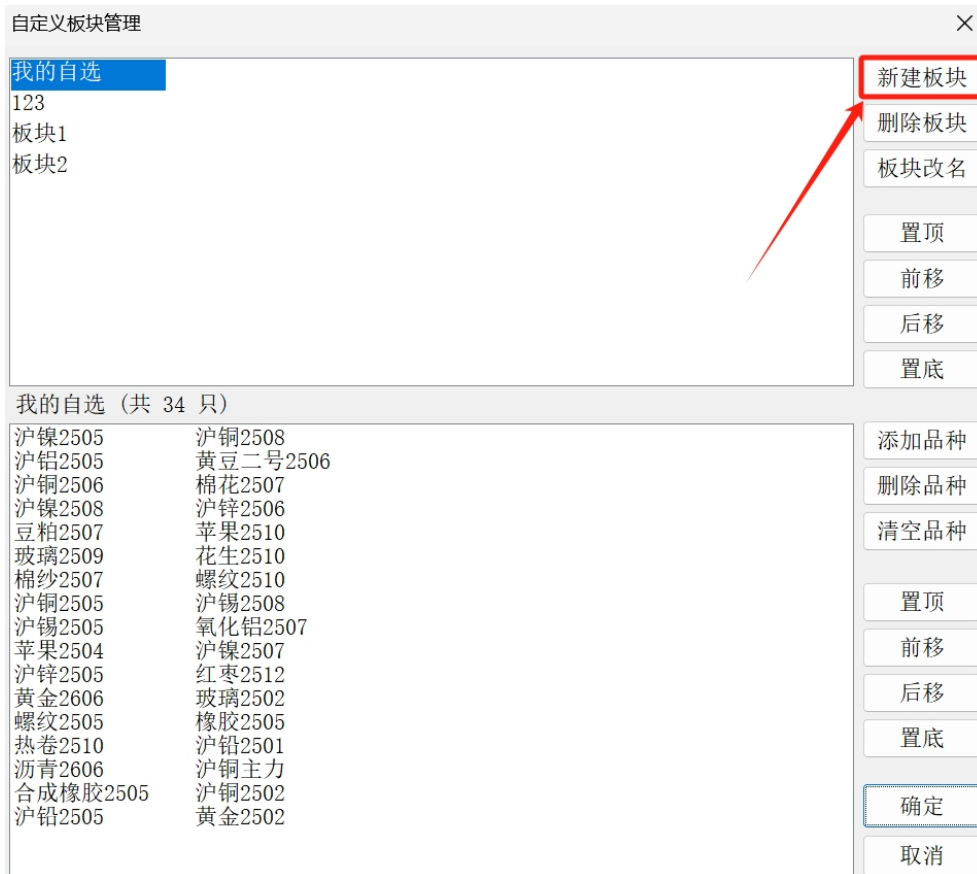 自定义板块管理
我的自选
123
板块1
板块2
新建板块
删除板块
板块改名
置顶
前移
后移
置底
我的自选 (共 34 只)
沪镍2505 沪铜2508
沪铝2505 黄豆二号2506
沪铜2506 棉花2507
沪镍2508 沪锌2506
豆粕2507 苹果2510
玻璃2509 花生2510
棉纱2507 螺纹2510
沪铜2505 沪锡2508
沪锡2505 氧化铝2507
苹果2504 沪镍2507
沪锌2505 红枣2512
黄金2606 玻璃2502
螺纹2505 橡胶2505
热卷2510 沪铅2501
沥青2606 沪铜主力
合成橡胶2505 沪铜2502
沪铅2505 黄金2502
添加品种
删除品种
清空品种
置顶
前移
后移
置底
确定
取消